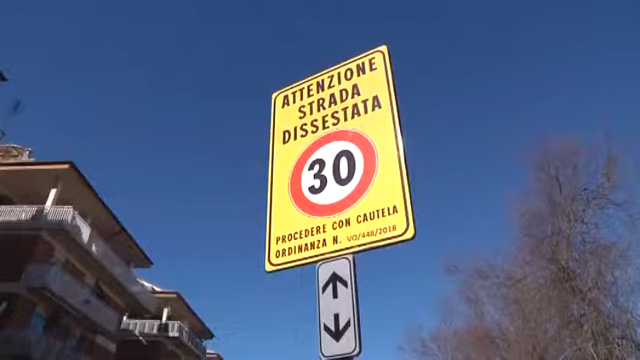 ATTENZIONE
STRADA
DISSESTATA
30
PROCEDERE CON CAUTELA
ORDINANZA N. VO/448/2018